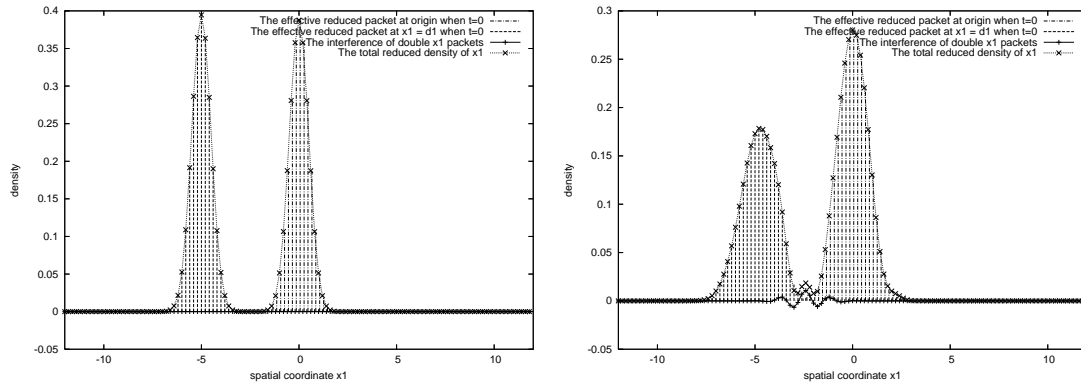 The effective reduced packet at origin when t=0
The effective reduced packet at x1 = d1 when t=0
The interference of double x1 packets
The total reduced density of x1
0.4
0.35
0.3
0.25
0.2
0.15
0.1
0.05
0
-0.05
density
-10
-5
0
5
10
spatial coordinate x1
The effective reduced packet at origin when t=0
The effective reduced packet at x1 = d1 when t=0
The interference of double x1 packets
The total reduced density of x1
0.3
0.25
0.2
0.15
0.1
0.05
0
-0.05
density
-10
-5
0
5
10
spatial coordinate x1